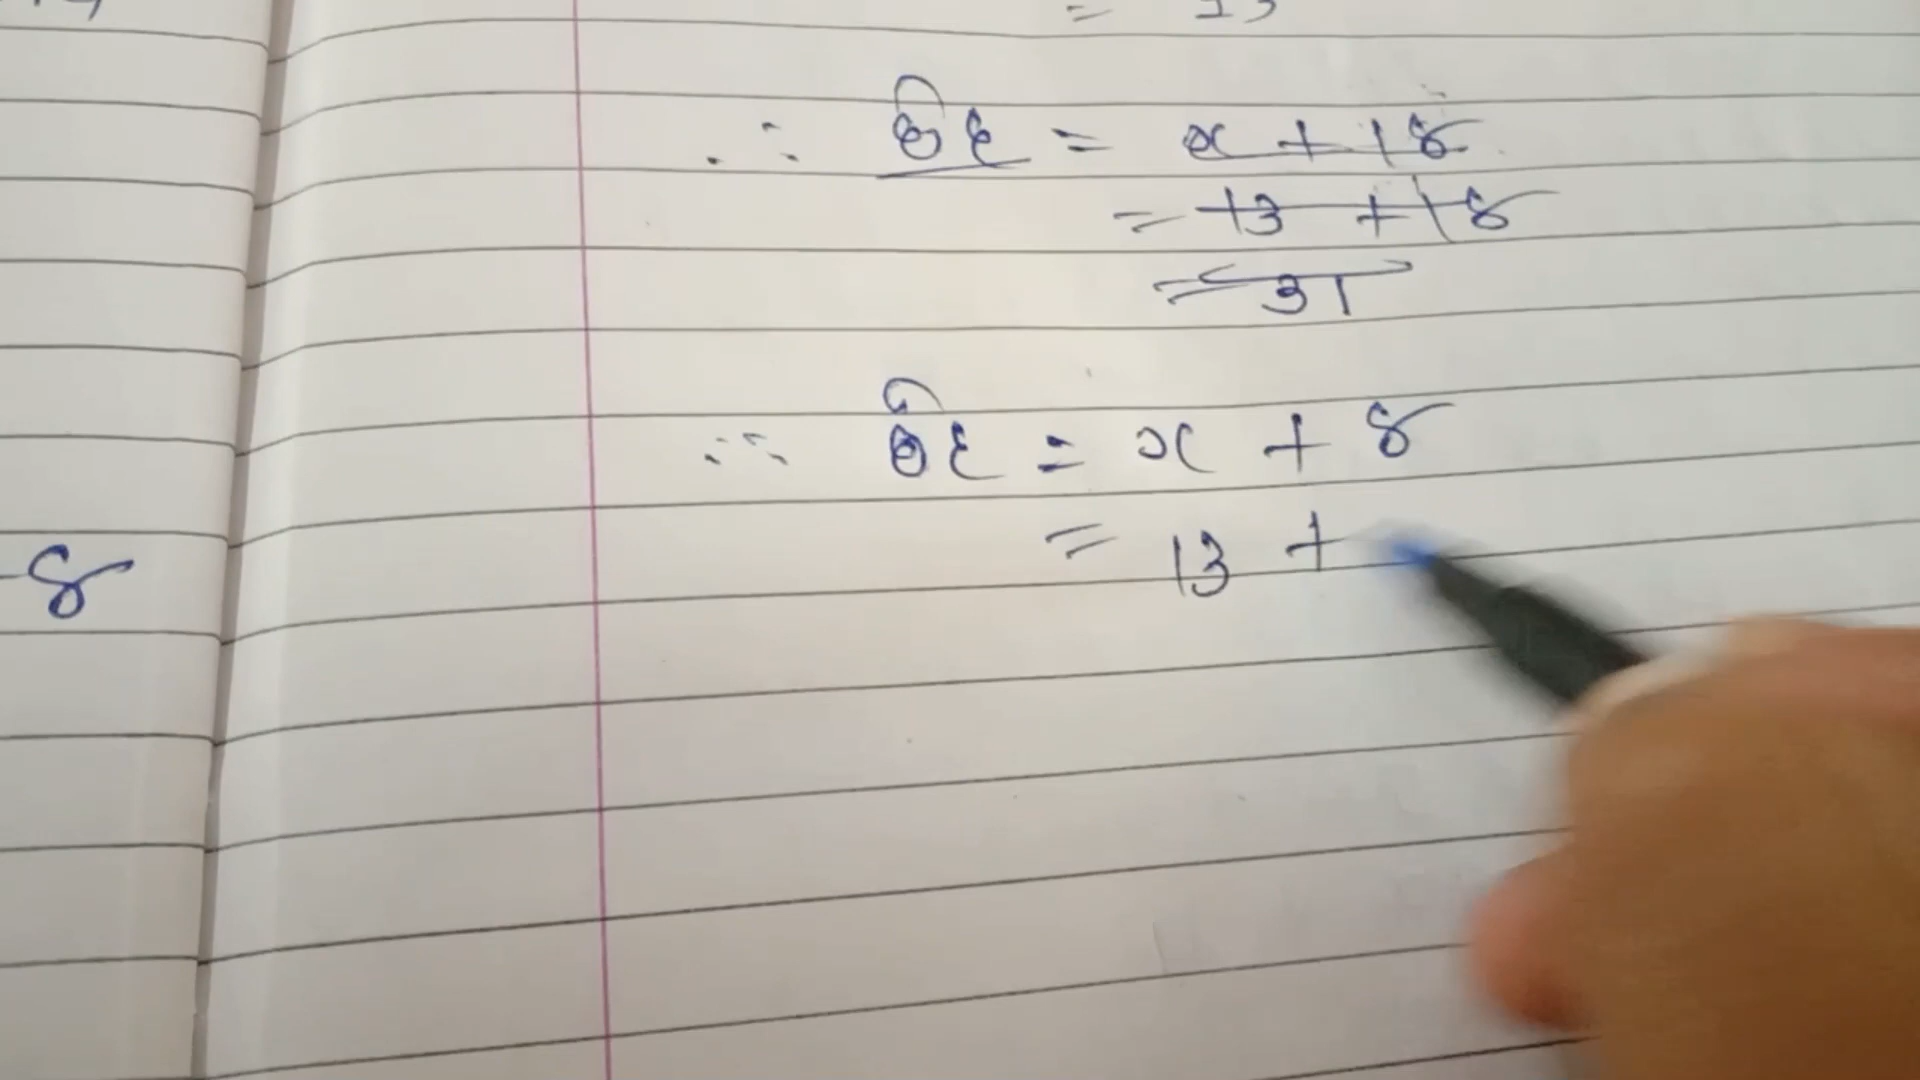 = 13
∴ = x + 18
= 13 + 18
= 31
∴ = x + 8
= 13 +
8